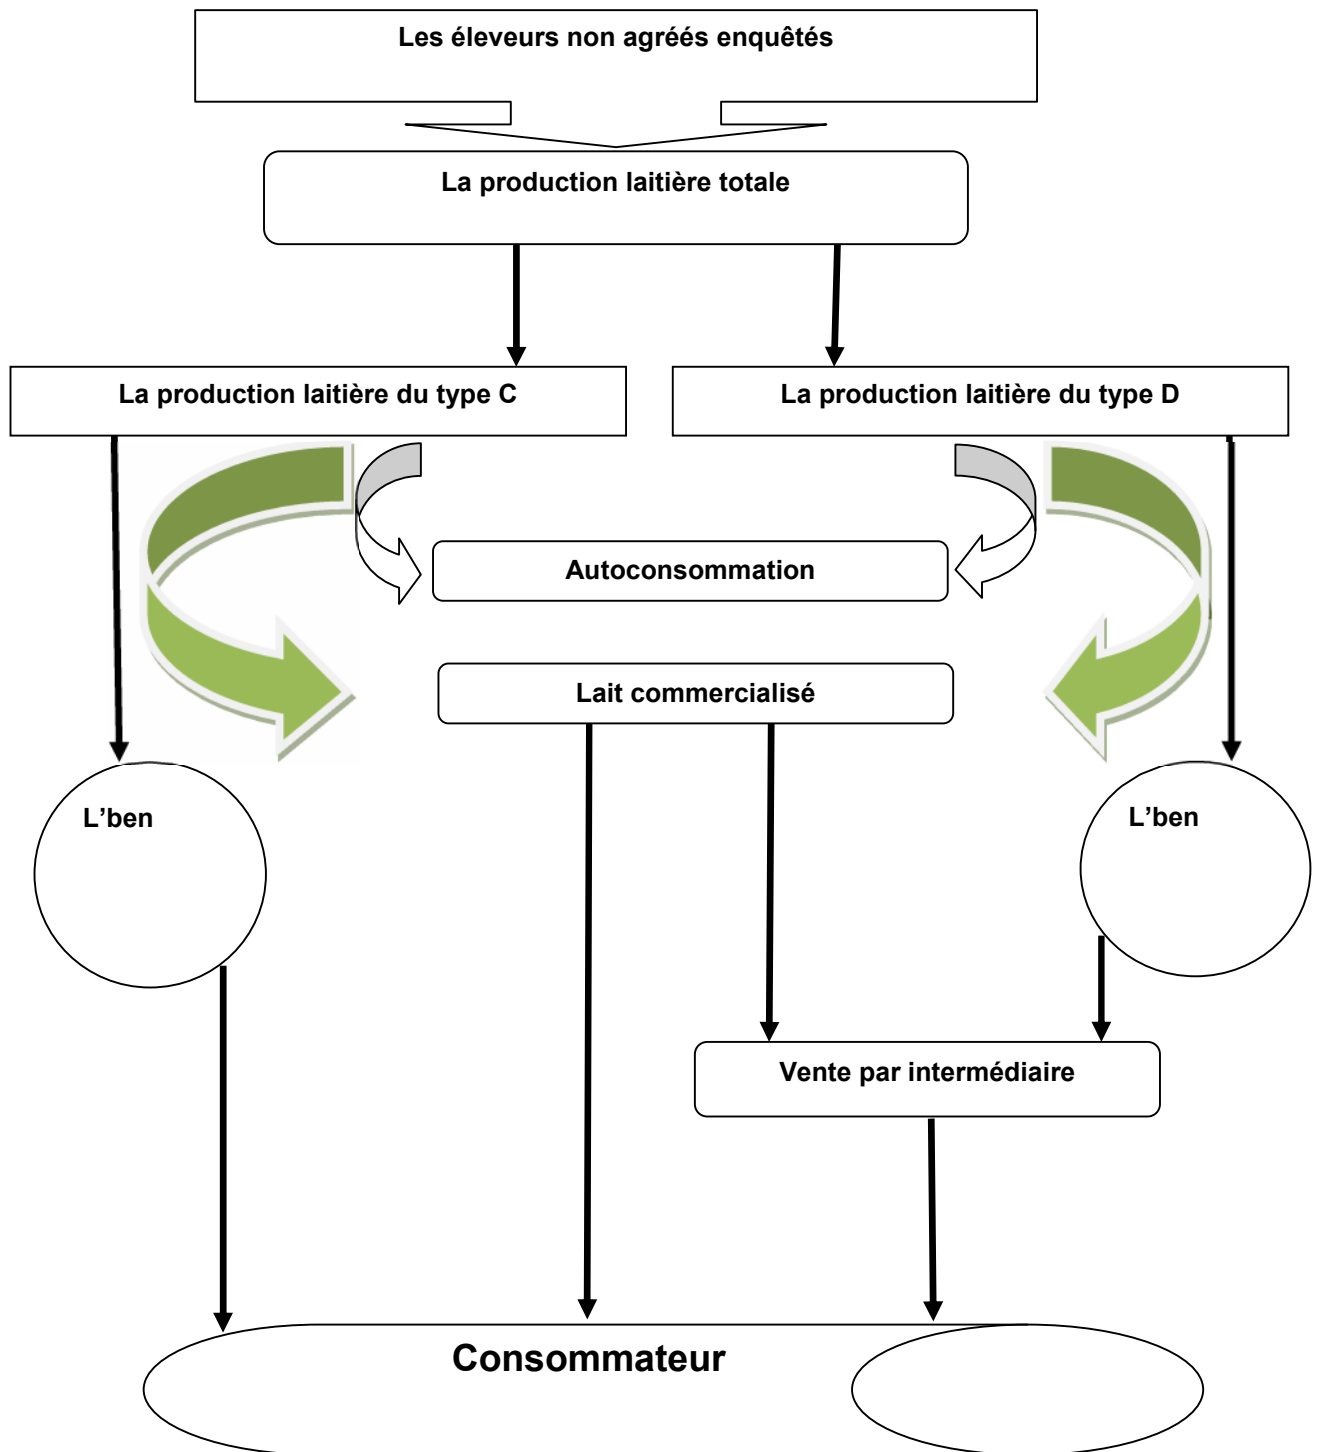 Les éleveurs non agréés enquêtés
La production laitière totale
La production laitière du type C
La production laitière du type D
Autoconsommation
Lait commercialisé
L’ben
L’ben
Vente par intermédiaire
Consommateur